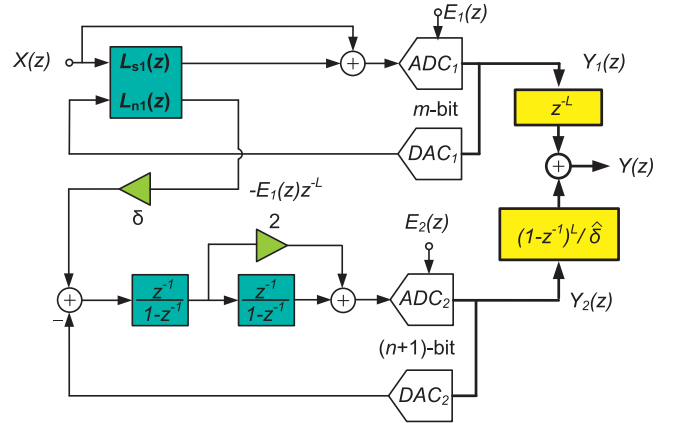 E₁(z)
X(z)
Lₛ₁(z)
Lₙ₁(z)
ADC₁
Y₁(z)
m-bit
z⁻ᴸ
DAC₁
Y(z)
δ
-E₁(z)z⁻ᴸ
2
E₂(z)
(1-z⁻¹)ᴸ/δ̂
z⁻¹
1-z⁻¹
z⁻¹
1-z⁻¹
ADC₂
Y₂(z)
−
(n+1)-bit
DAC₂